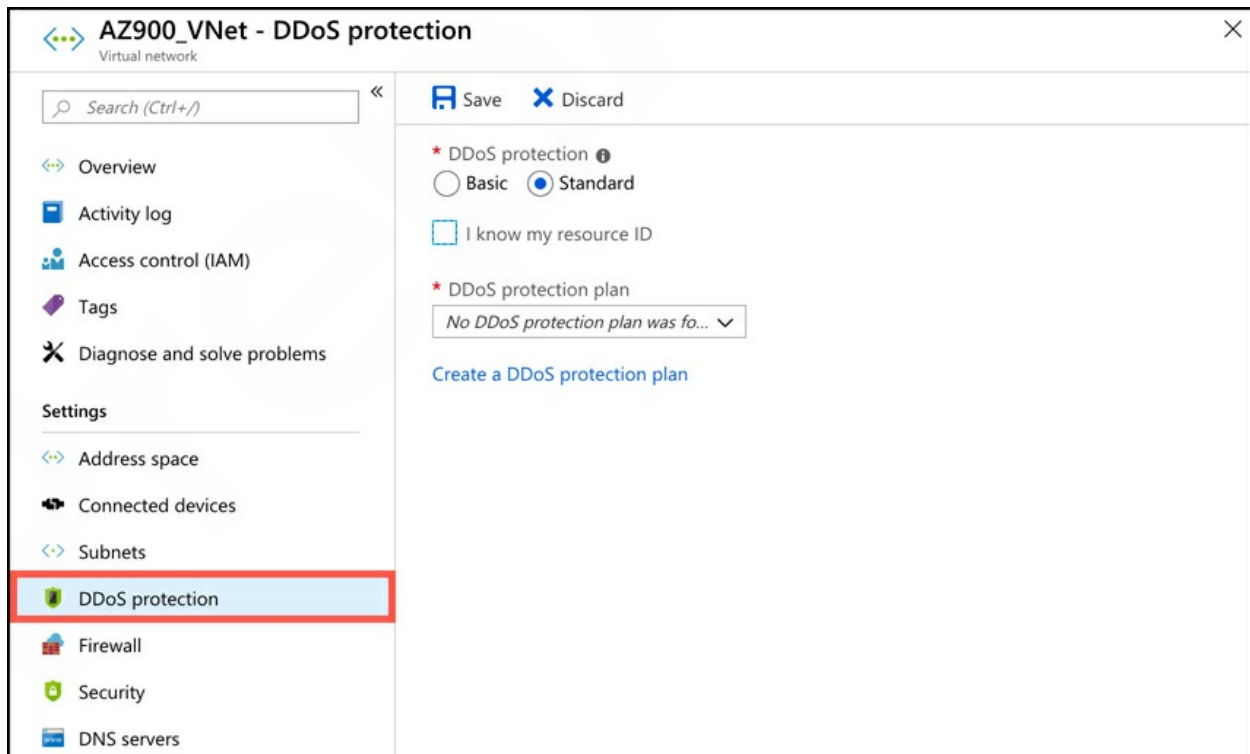 AZ900_VNet - DDoS protection
Virtual network
Search (Ctrl+/)
Overview
Activity log
Access control (IAM)
Tags
Diagnose and solve problems
Settings
Address space
Connected devices
Subnets
DDoS protection
Firewall
Security
DNS servers
Save Discard
* DDoS protection
Basic Standard
I know my resource ID
* DDoS protection plan
No DDoS protection plan was fo...
Create a DDoS protection plan